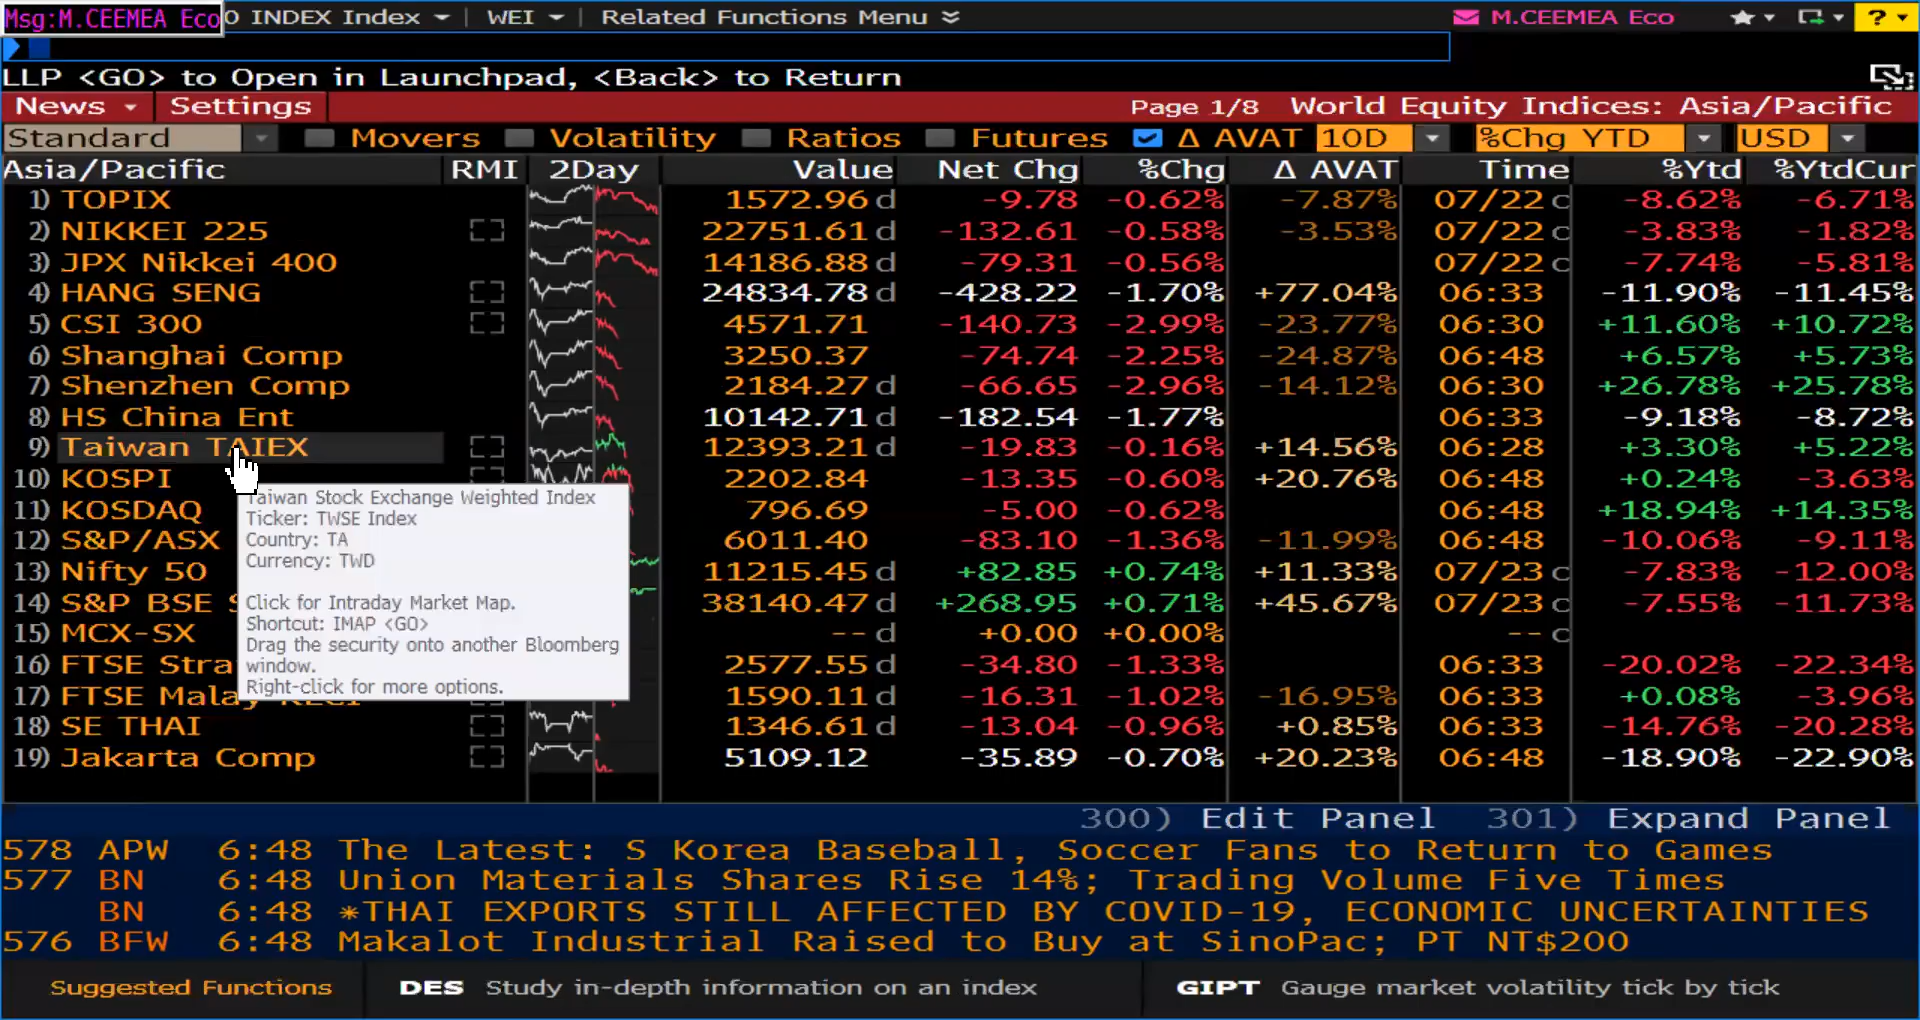 Msg:M.CEEMEA Eco O INDEX Index WEI Related Functions Menu M.CEEMEA Eco ?
LLP <GO> to Open in Launchpad, <Back> to Return
News Settings Page 1/8 World Equity Indices: Asia/Pacific
Standard Movers Volatility Ratios Futures Δ AVAT 10D %Chg YTD USD
Asia/Pacific RMI 2Day Value Net Chg %Chg Δ AVAT Time %Ytd %YtdCur
1) TOPIX 1572.96 d -9.78 -0.62% -7.87% 07/22 c -8.62% -6.71%
2) NIKKEI 225 22751.61 d -132.61 -0.58% -3.53% 07/22 c -3.83% -1.82%
3) JPX Nikkei 400 14186.88 d -79.31 -0.56% 07/22 c -7.74% -5.81%
4) HANG SENG 24834.78 d -428.22 -1.70% +77.04% 06:33 -11.90% -11.45%
5) CSI 300 4571.71 -140.73 -2.99% -23.77% 06:30 +11.60% +10.72%
6) Shanghai Comp 3250.37 -74.74 -2.25% -24.87% 06:48 +6.57% +5.73%
7) Shenzhen Comp 2184.27 d -66.65 -2.96% -14.12% 06:30 +26.78% +25.78%
8) HS China Ent 10142.71 d -182.54 -1.77% 06:33 -9.18% -8.72%
9) Taiwan TAIEX 12393.21 d -19.83 -0.16% +14.56% 06:28 +3.30% +5.22%
10) KOSPI 2202.84 -13.35 -0.60% +20.76% 06:48 +0.24% -3.63%
11) KOSDAQ 796.69 -5.00 -0.62% 06:48 +18.94% +14.35%
12) S&P/ASX 6011.40 -83.10 -1.36% -11.99% 06:48 -10.06% -9.11%
13) Nifty 50 11215.45 d +82.85 +0.74% +11.33% 07/23 c -7.83% -12.00%
14) S&P BSE 38140.47 d +268.95 +0.71% +45.67% 07/23 c -7.55% -11.73%
15) MCX-SX -- d +0.00 +0.00% -- c
16) FTSE Stra 2577.55 d -34.80 -1.33% 06:33 -20.02% -22.34%
17) FTSE Malay KLCI 1590.11 d -16.31 -1.02% -16.95% 06:33 +0.08% -3.96%
18) SE THAI 1346.61 d -13.04 -0.96% +0.85% 06:33 -14.76% -20.28%
19) Jakarta Comp 5109.12 -35.89 -0.70% +20.23% 06:48 -18.90% -22.90%
Taiwan Stock Exchange Weighted Index
Ticker: TWSE Index
Country: TA
Currency: TWD
Click for Intraday Market Map.
Shortcut: IMAP <GO>
Drag the security onto another Bloomberg
window.
Right-click for more options.
300) Edit Panel 301) Expand Panel
578 APW 6:48 The Latest: S Korea Baseball, Soccer Fans to Return to Games
577 BN 6:48 Union Materials Shares Rise 14%; Trading Volume Five Times
BN 6:48 *THAI EXPORTS STILL AFFECTED BY COVID-19, ECONOMIC UNCERTAINTIES
576 BFW 6:48 Makalot Industrial Raised to Buy at SinoPac; PT NT$200
Suggested Functions DES Study in-depth information on an index GIPT Gauge market volatility tick by tick